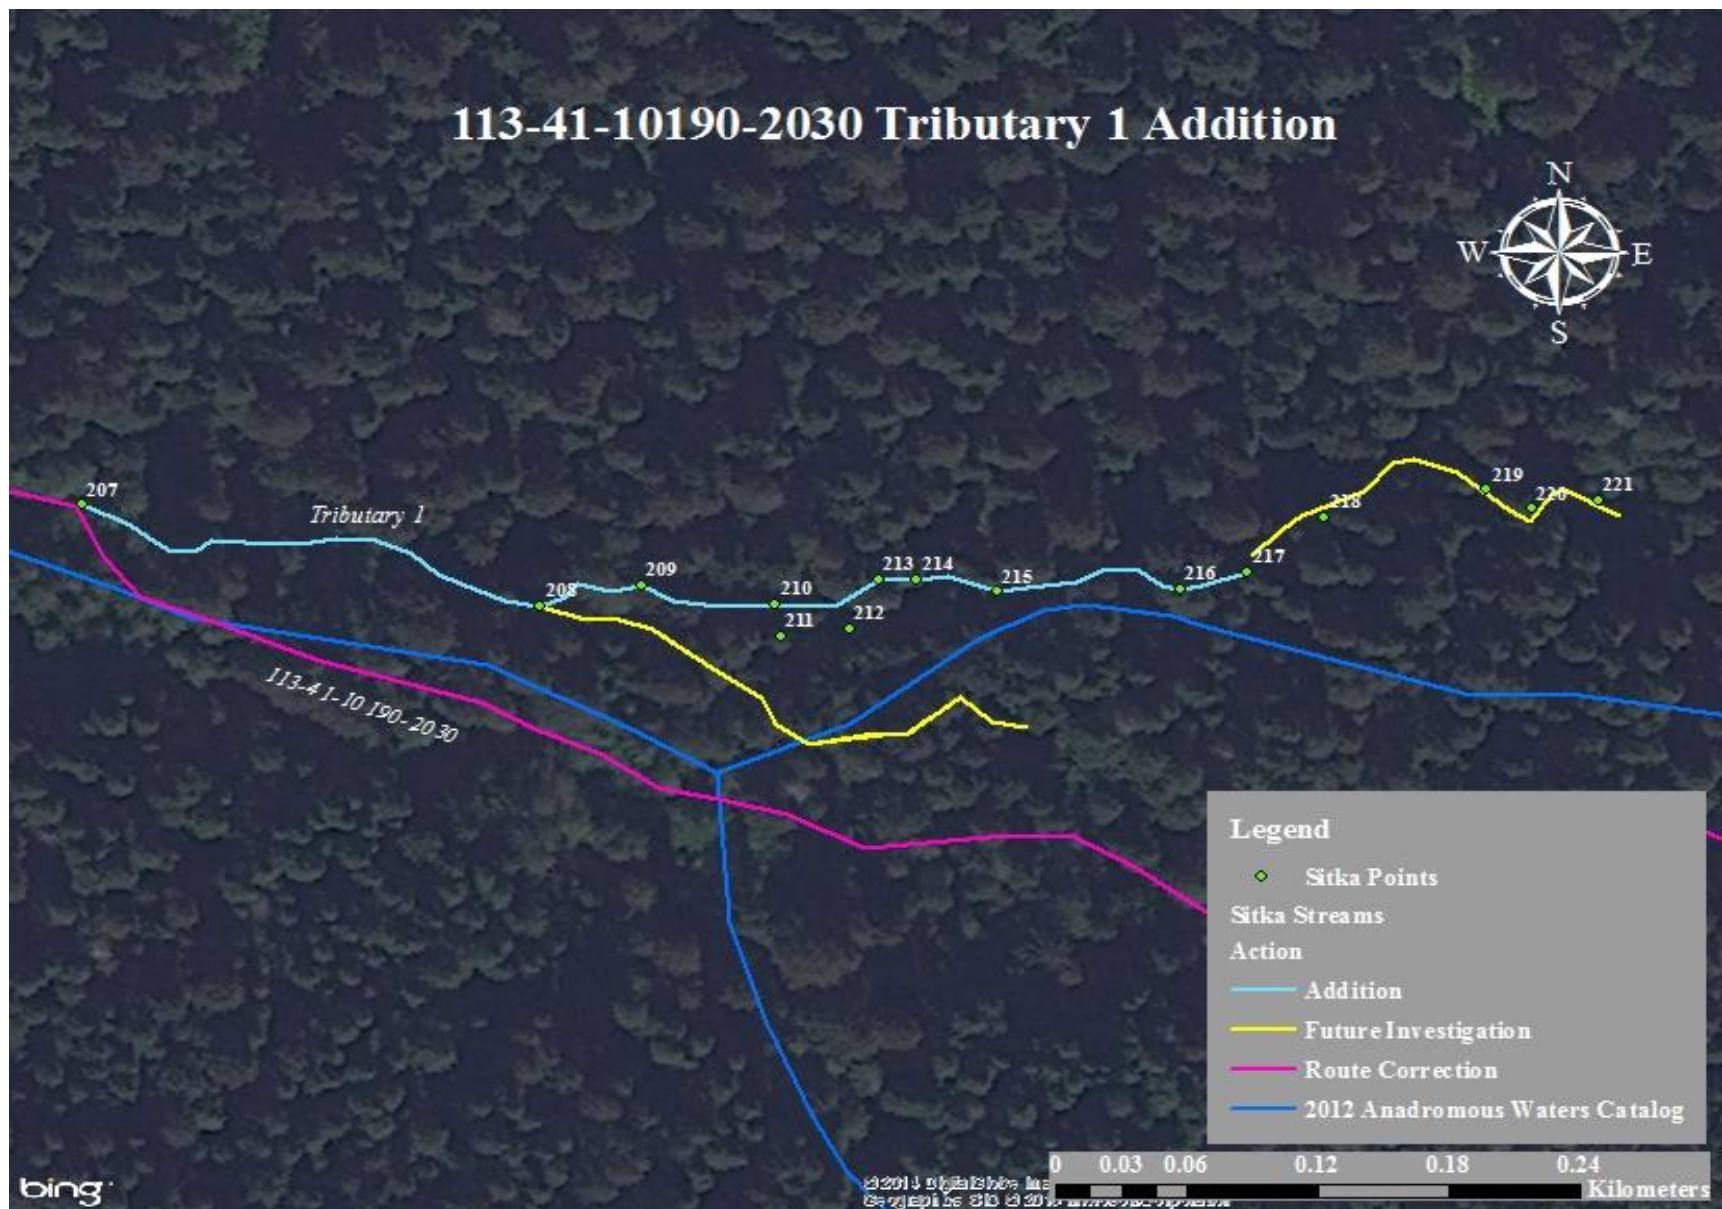 113-41-10190-2030 Tributary 1 Addition
N
W
E
S
207
Tributary 1
208
209
210
211
212
213
214
215
216
217
218
219
220
221
113-41-10190-2030
Legend
Sitka Points
Sitka Streams
Action
Addition
Future Investigation
Route Correction
2012 Anadromous Waters Catalog
0 0.03 0.06 0.12 0.18 0.24
Kilometers
bing
©2014 DigitalGlobe